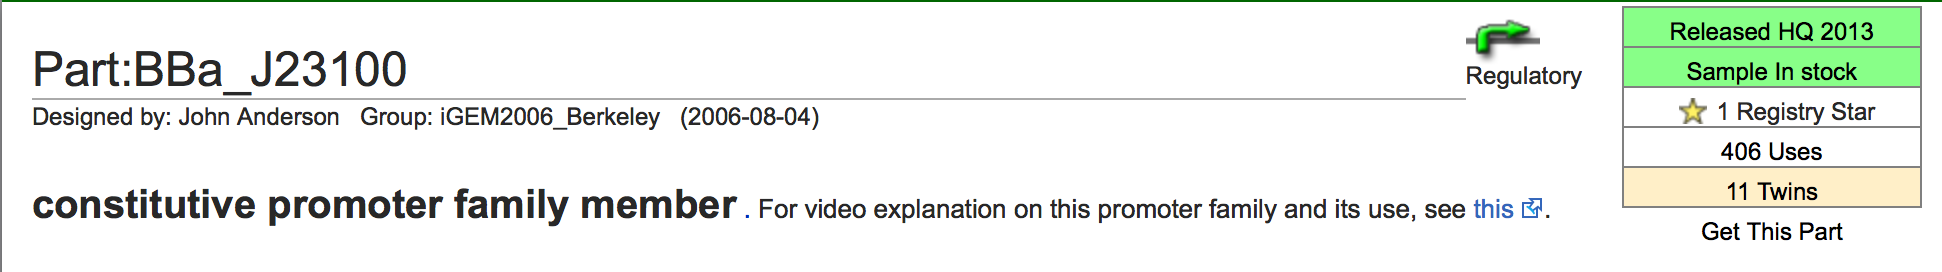 Part:BBa_J23100
Designed by: John Anderson Group: iGEM2006_Berkeley (2006-08-04)
constitutive promoter family member . For video explanation on this promoter family and its use, see this .
Regulatory
Released HQ 2013
Sample In stock
1 Registry Star
406 Uses
11 Twins
Get This Part